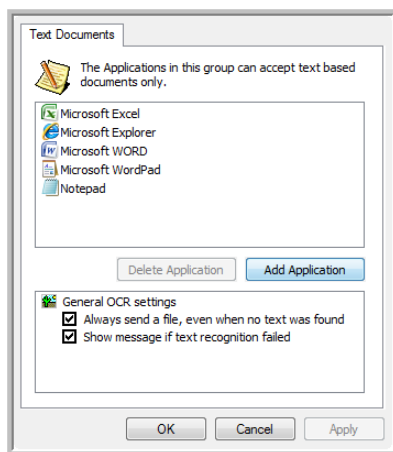 Text Documents
The Applications in this group can accept text based
documents only.
Microsoft Excel
Microsoft Explorer
Microsoft WORD
Microsoft WordPad
Notepad
Delete Application Add Application
General OCR settings
Always send a file, even when no text was found
Show message if text recognition failed
OK Cancel Apply